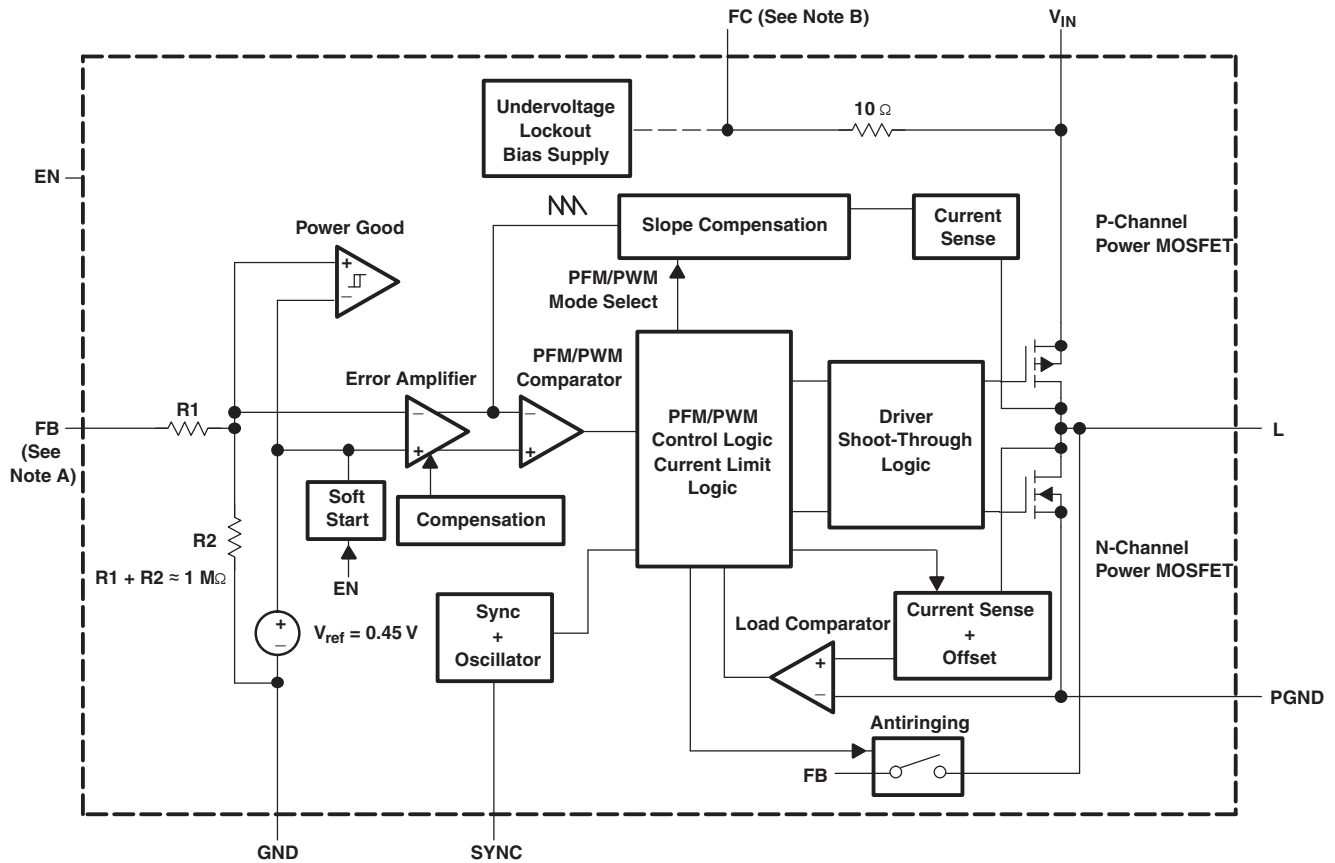 FC (See Note B)
VIN
Undervoltage
Lockout
Bias Supply
10 Ω
EN
Slope Compensation
Current
Sense
P-Channel
Power MOSFET
Power Good
+
−
PFM/PWM
Mode Select
PFM/PWM
Comparator
Error Amplifier
R1
FB
(See
Note A)
−
+
−
+
PFM/PWM
Control Logic
Current Limit
Logic
Driver
Shoot-Through
Logic
L
Soft
Start
Compensation
R2
R1 + R2 ≈ 1 MΩ
EN
N-Channel
Power MOSFET
Sync
+
Oscillator
Load Comparator
Current Sense
+
Offset
+
−
Vref = 0.45 V
+
−
PGND
Antiringing
FB
GND
SYNC